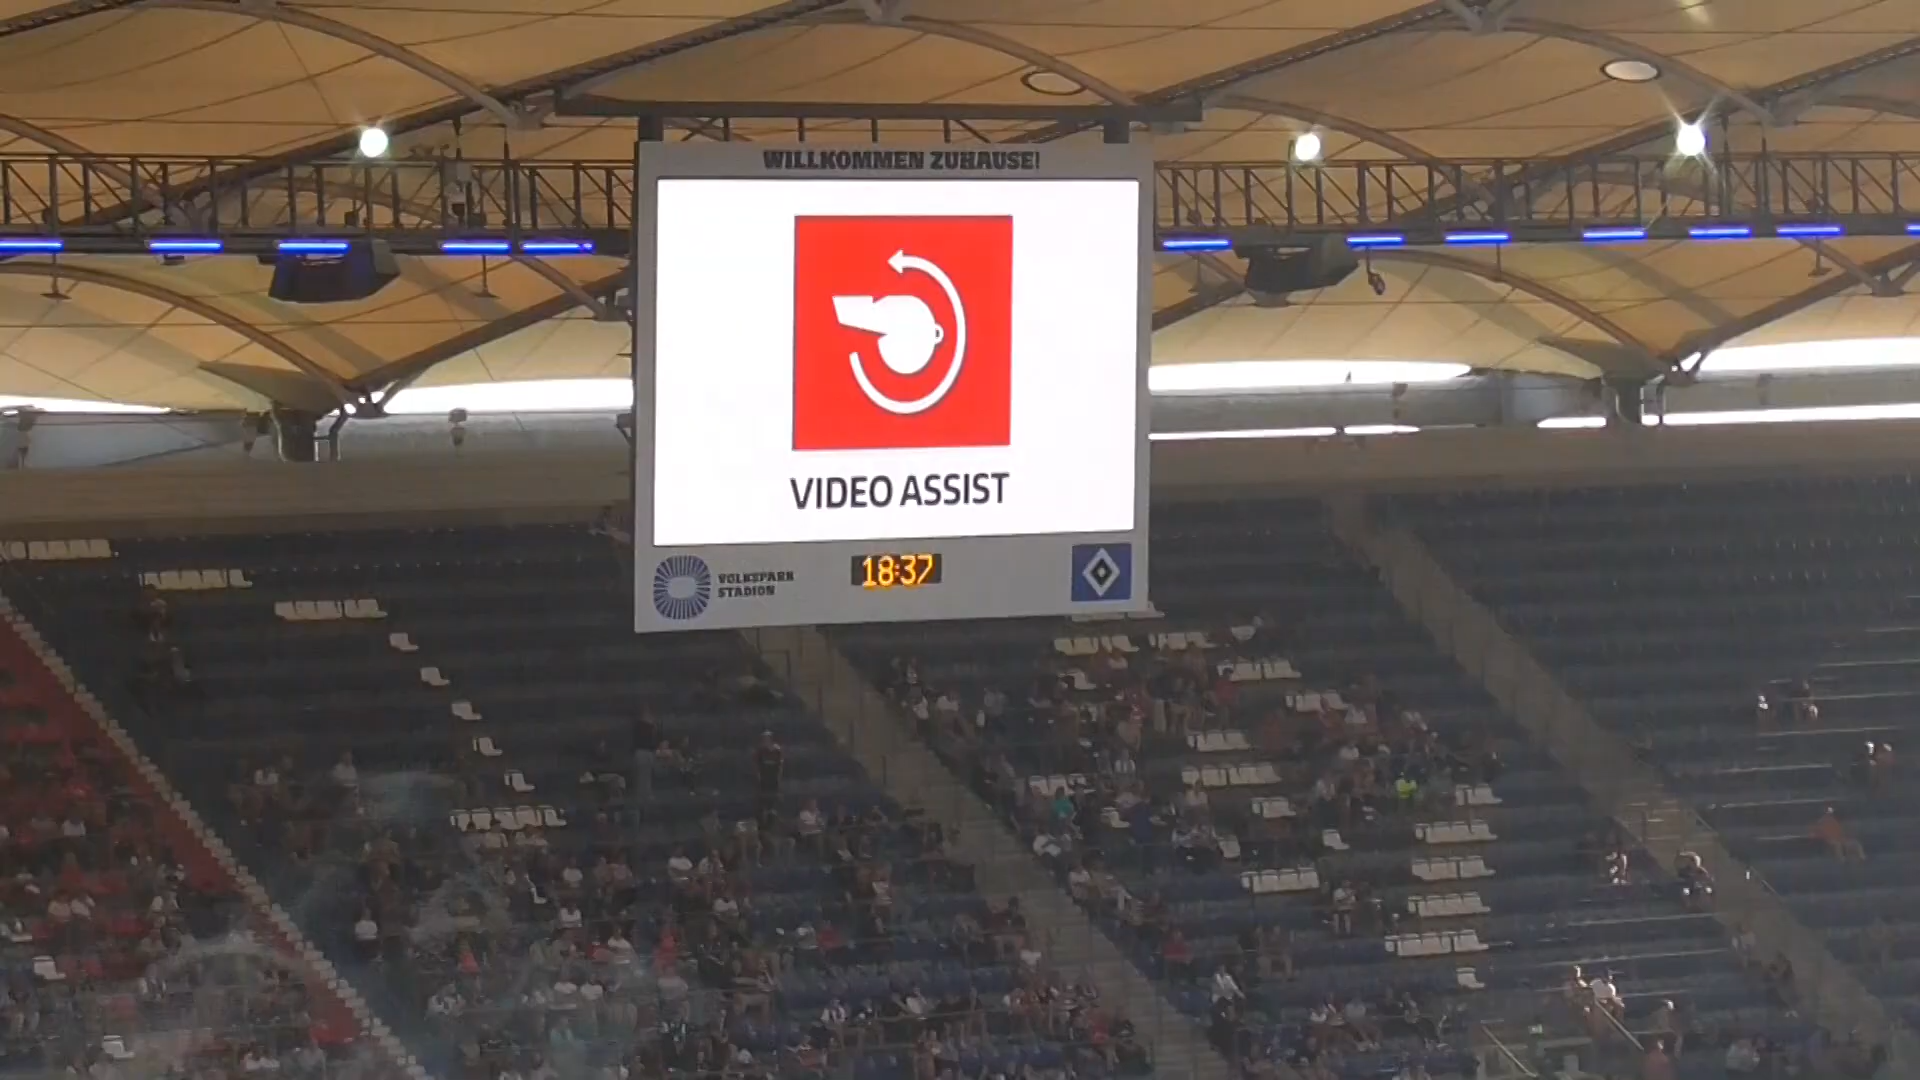 WILLKOMMEN ZUHAUSE!
VIDEO ASSIST
VOLKSPARK
STADION
18:37